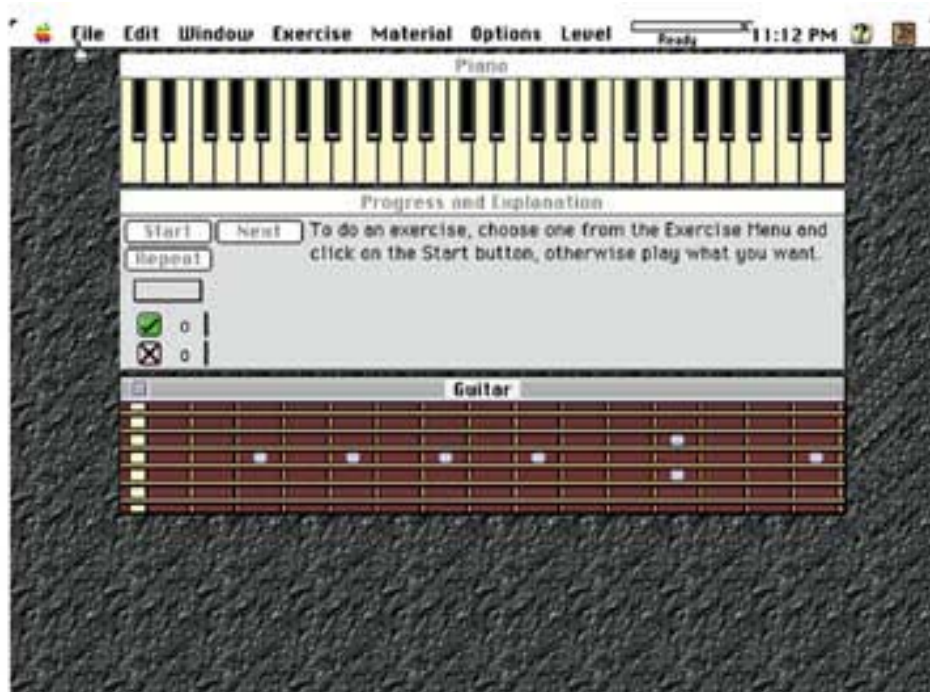 File Edit Window Exercise Material Options Level Ready 11:12 PM
Piano
Progress and Explanation
Start Next To do an exercise, choose one from the Exercise Menu and
Repeat click on the Start button, otherwise play what you want.
0
0
Guitar